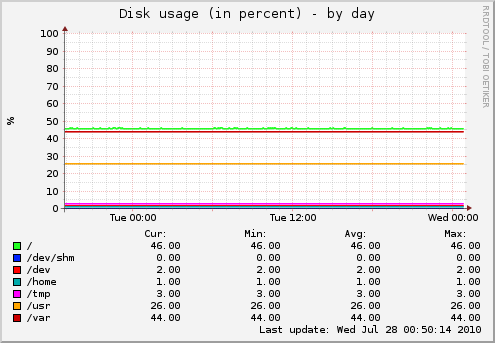 Disk usage (in percent) - by day
RRDTOOL / TOBI OETIKER
%
100
90
80
70
60
50
40
30
20
10
0
Tue 00:00 Tue 12:00 Wed 00:00
Cur: Min: Avg: Max:
/ 46.00 46.00 46.00 46.00
/dev/shm 0.00 0.00 0.00 0.00
/dev 2.00 2.00 2.00 2.00
/home 1.00 1.00 1.00 1.00
/tmp 3.00 3.00 3.00 3.00
/usr 26.00 26.00 26.00 26.00
/var 44.00 44.00 44.00 44.00
Last update: Wed Jul 28 00:50:14 2010